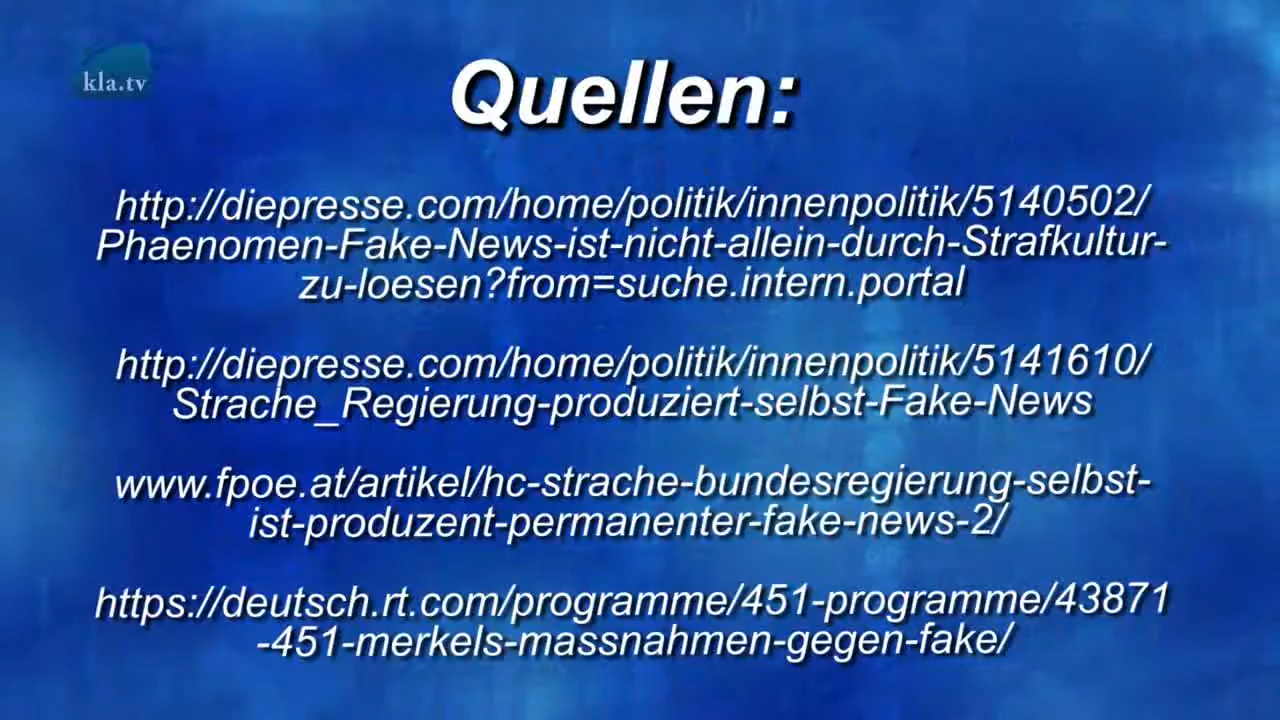 kla.tv
Quellen:
http://diepresse.com/home/politik/innenpolitik/5140502/
Phaenomen-Fake-News-ist-nicht-allein-durch-Strafkultur-
zu-loesen?from=suche.intern.portal
http://diepresse.com/home/politik/innenpolitik/5141610/
Strache_Regierung-produziert-selbst-Fake-News
www.fpoe.at/artikel/hc-strache-bundesregierung-selbst-
ist-produzent-permanenter-fake-news-2/
https://deutsch.rt.com/programme/451-programme/43871
-451-merkels-massnahmen-gegen-fake/